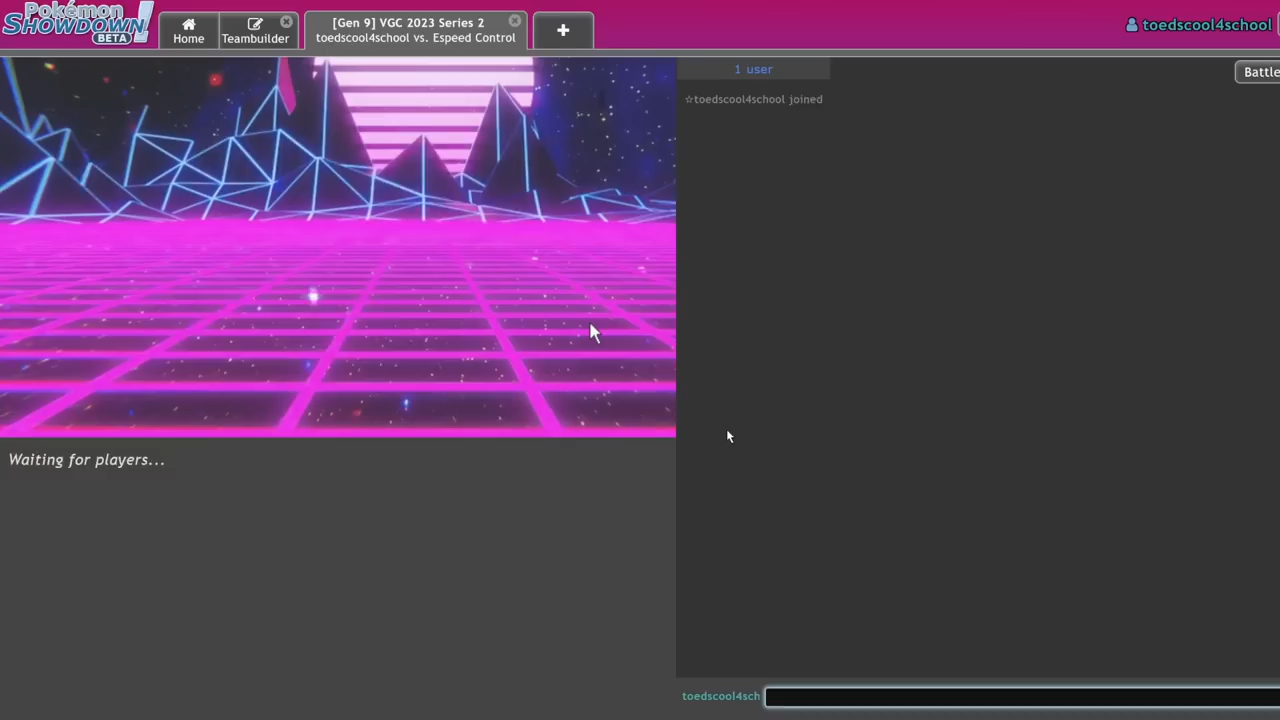 Pokémon
SHOWDOWN!
BETA
Home
Teambuilder
[Gen 9] VGC 2023 Series 2
toedscool4school vs. Espeed Control
toedscool4school
1 user
Battle
☆toedscool4school joined
Waiting for players...
toedscool4sch